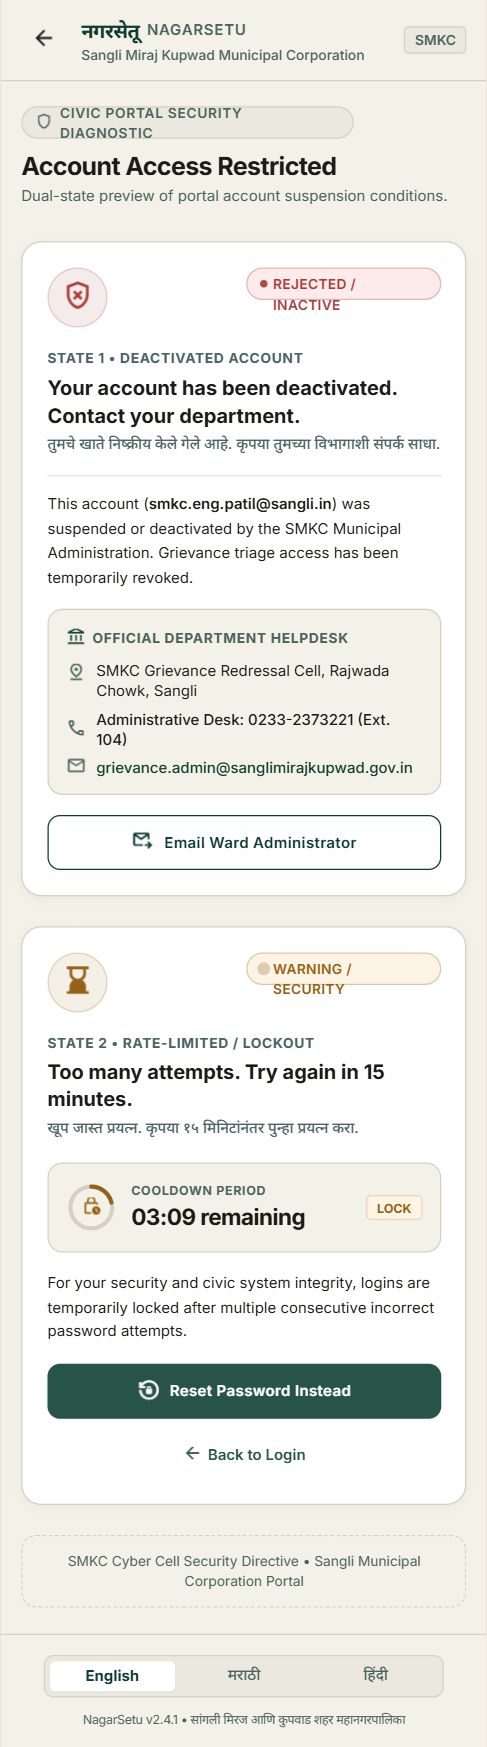 नगरसेतू NAGARSETU
Sangli Miraj Kupwad Municipal Corporation
SMKC
CIVIC PORTAL SECURITY
DIAGNOSTIC
Account Access Restricted
Dual-state preview of portal account suspension conditions.
REJECTED /
INACTIVE
STATE 1 • DEACTIVATED ACCOUNT
Your account has been deactivated.
Contact your department.
तुमचे खाते निष्क्रीय केले गेले आहे. कृपया तुमच्या विभागाशी संपर्क साधा.
This account (smkc.eng.patil@sangli.in) was
suspended or deactivated by the SMKC Municipal
Administration. Grievance triage access has been
temporarily revoked.
OFFICIAL DEPARTMENT HELPDESK
SMKC Grievance Redressal Cell, Rajwada
Chowk, Sangli
Administrative Desk: 0233-2373221 (Ext.
104)
grievance.admin@sanglimirajkupwad.gov.in
Email Ward Administrator
WARNING /
SECURITY
STATE 2 • RATE-LIMITED / LOCKOUT
Too many attempts. Try again in 15
minutes.
खूप जास्त प्रयत्न. कृपया १५ मिनिटांनंतर पुन्हा प्रयत्न करा.
COOLDOWN PERIOD
03:09 remaining
LOCK
For your security and civic system integrity, logins are
temporarily locked after multiple consecutive incorrect
password attempts.
Reset Password Instead
Back to Login
SMKC Cyber Cell Security Directive • Sangli Municipal
Corporation Portal
English
मराठी
हिंदी
NagarSetu v2.4.1 • सांगली मिरज आणि कुपवाड शहर महानगरपालिका